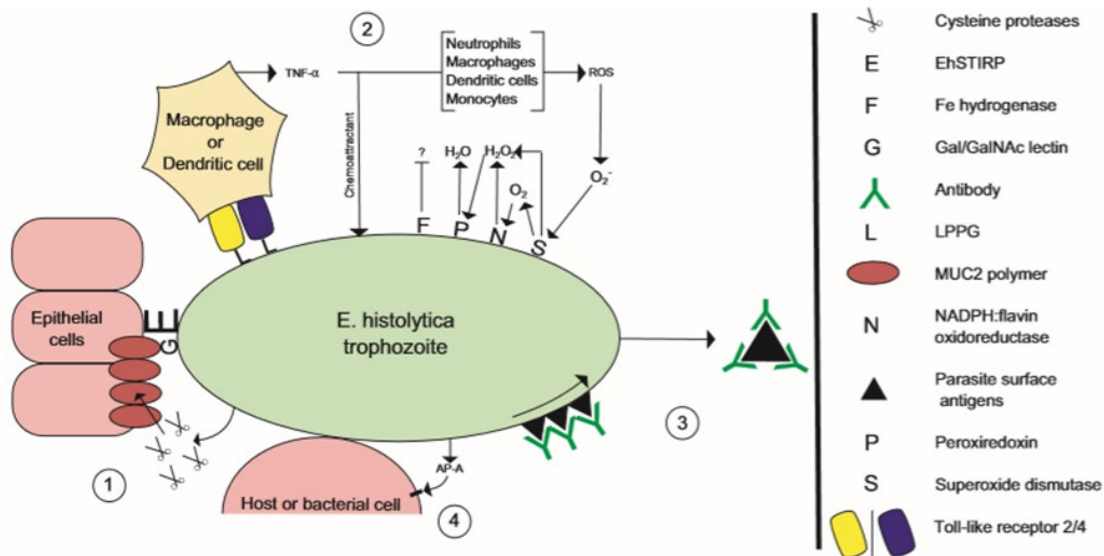 2
Neutrophils
Macrophages
Dendritic cells
Monocytes
TNF-α
ROS
Macrophage
or
Dendritic cell
Chemoattractant
?
H₂O
H₂O₂
O₂
O₂⁻
F
P
N
S
L
L
Epithelial
cells
E
G
E. histolytica
trophozoite
3
1
AP-A
Host or bacterial cell
4
Cysteine proteases
E
EhSTIRP
F
Fe hydrogenase
G
Gal/GalNAc lectin
Antibody
L
LPPG
MUC2 polymer
N
NADPH:flavin
oxidoreductase
Parasite surface
antigens
P
Peroxiredoxin
S
Superoxide dismutase
Toll-like receptor 2/4